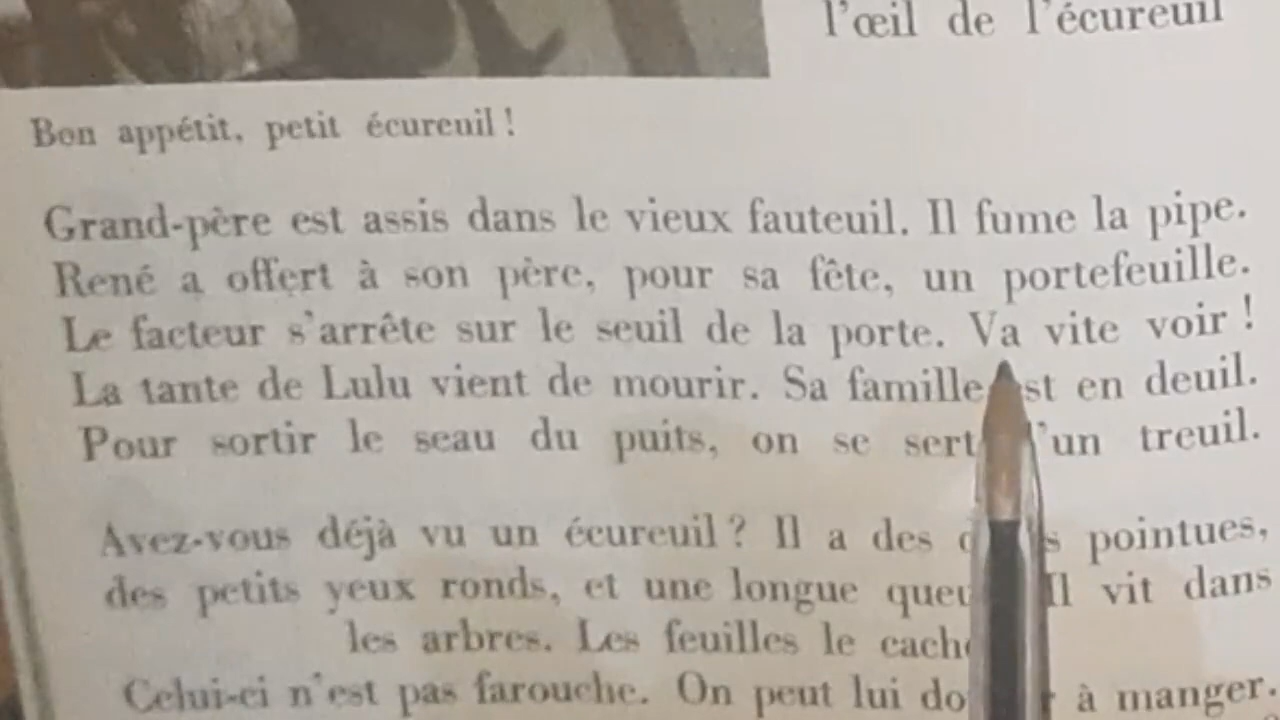 l'œil de l'écureuil
Bon appétit, petit écureuil !
Grand-père est assis dans le vieux fauteuil. Il fume la pipe.
René a offert à son père, pour sa fête, un portefeuille.
Le facteur s'arrête sur le seuil de la porte. Va vite voir !
La tante de Lulu vient de mourir. Sa famille est en deuil.
Pour sortir le seau du puits, on se sert d'un treuil.
Avez-vous déjà vu un écureuil ? Il a des pointues,
des petits yeux ronds, et une longue Il vit dans
les arbres. Les feuilles le
Celui-ci n'est pas farouche. On peut lui à manger.